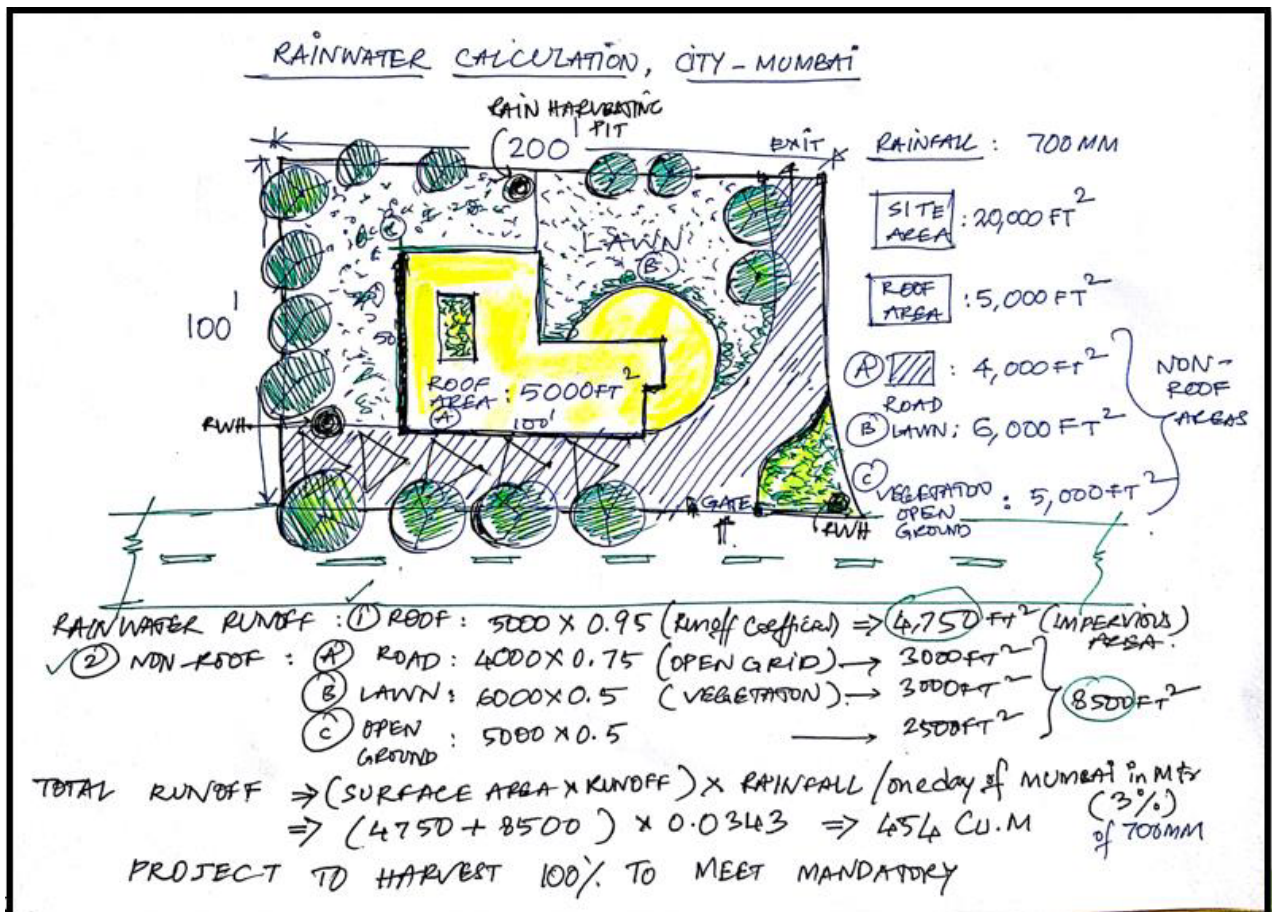 RAINWATER CALCULATION, CITY - MUMBAI
RAIN HARVESTING
PIT
200'
EXIT
RAINFALL : 700 MM
SITE AREA : 20,000 FT²
ROOF AREA : 5,000 FT²
LAWN
B
C
100'
50'
ROOF AREA : 5000 FT²
A
100'
RWH
GATE
RWH
A : 4,000 FT²
ROAD
B LAWN : 6,000 FT²
C VEGETATION OPEN GROUND : 5,000 FT²
NON-ROOF AREAS
RAINWATER RUNOFF : 1 ROOF : 5000 X 0.95 (Runoff Coefficient) ⇒ 4,750 FT² (IMPERVIOUS) AREA.
✓ 2 NON-ROOF : A ROAD : 4000 X 0.75 (OPEN GRID) → 3000 FT²
B LAWN : 6000 X 0.5 (VEGETATION) → 3000 FT²
8500 FT²
C OPEN GROUND : 5000 X 0.5 → 2500 FT²
TOTAL RUNOFF ⇒ (SURFACE AREA X RUNOFF) X RAINFALL / one day of MUMBAI in Mtr
(3%) of 700MM
⇒ (4750 + 8500) X 0.0343 ⇒ 454 CU.M
PROJECT TO HARVEST 100% TO MEET MANDATORY